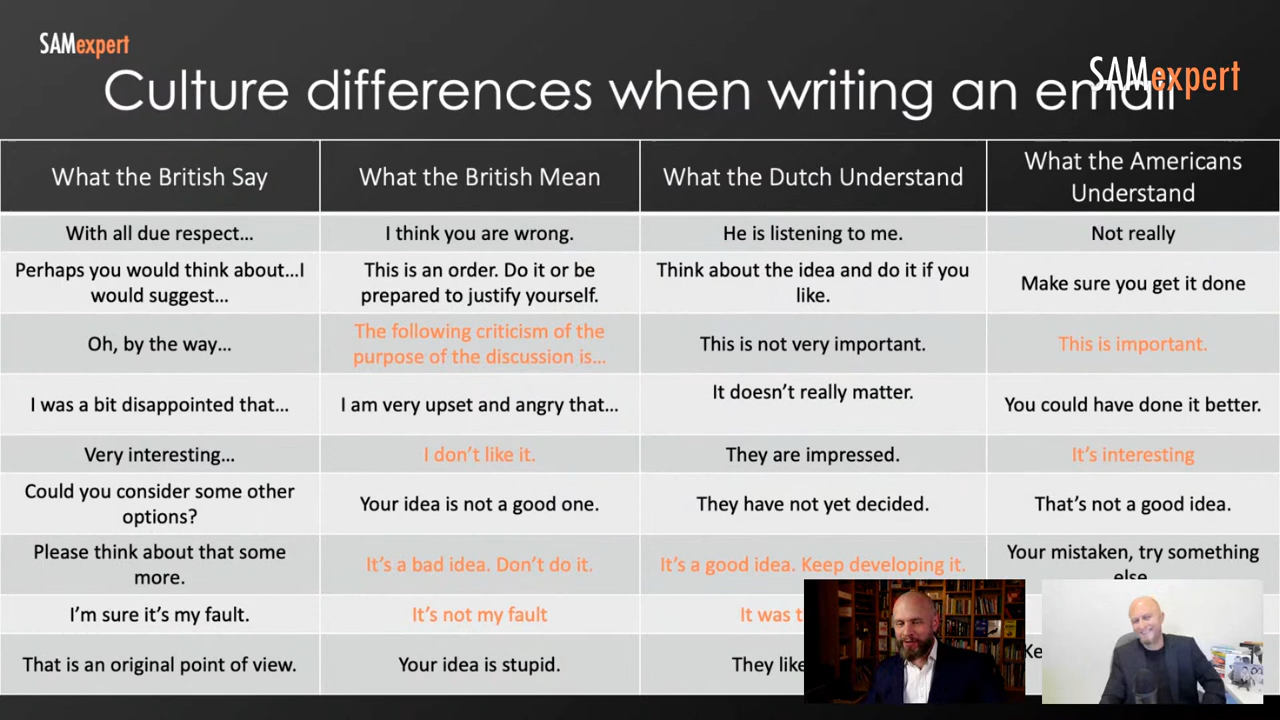 SAMexpert
SAMexpert
Culture differences when writing an email
What the British Say
What the British Mean
What the Dutch Understand
What the Americans
Understand
With all due respect...
I think you are wrong.
He is listening to me.
Not really
Perhaps you would think about...I
would suggest...
This is an order. Do it or be
prepared to justify yourself.
Think about the idea and do it if you
like.
Make sure you get it done
Oh, by the way...
The following criticism of the
purpose of the discussion is...
This is not very important.
This is important.
I was a bit disappointed that...
I am very upset and angry that...
It doesn't really matter.
You could have done it better.
Very interesting...
I don't like it.
They are impressed.
It's interesting
Could you consider some other
options?
Your idea is not a good one.
They have not yet decided.
That's not a good idea.
Please think about that some
more.
It's a bad idea. Don't do it.
It's a good idea. Keep developing it.
Your mistaken, try something
else
I'm sure it's my fault.
It's not my fault
It was
That is an original point of view.
Your idea is stupid.
They like